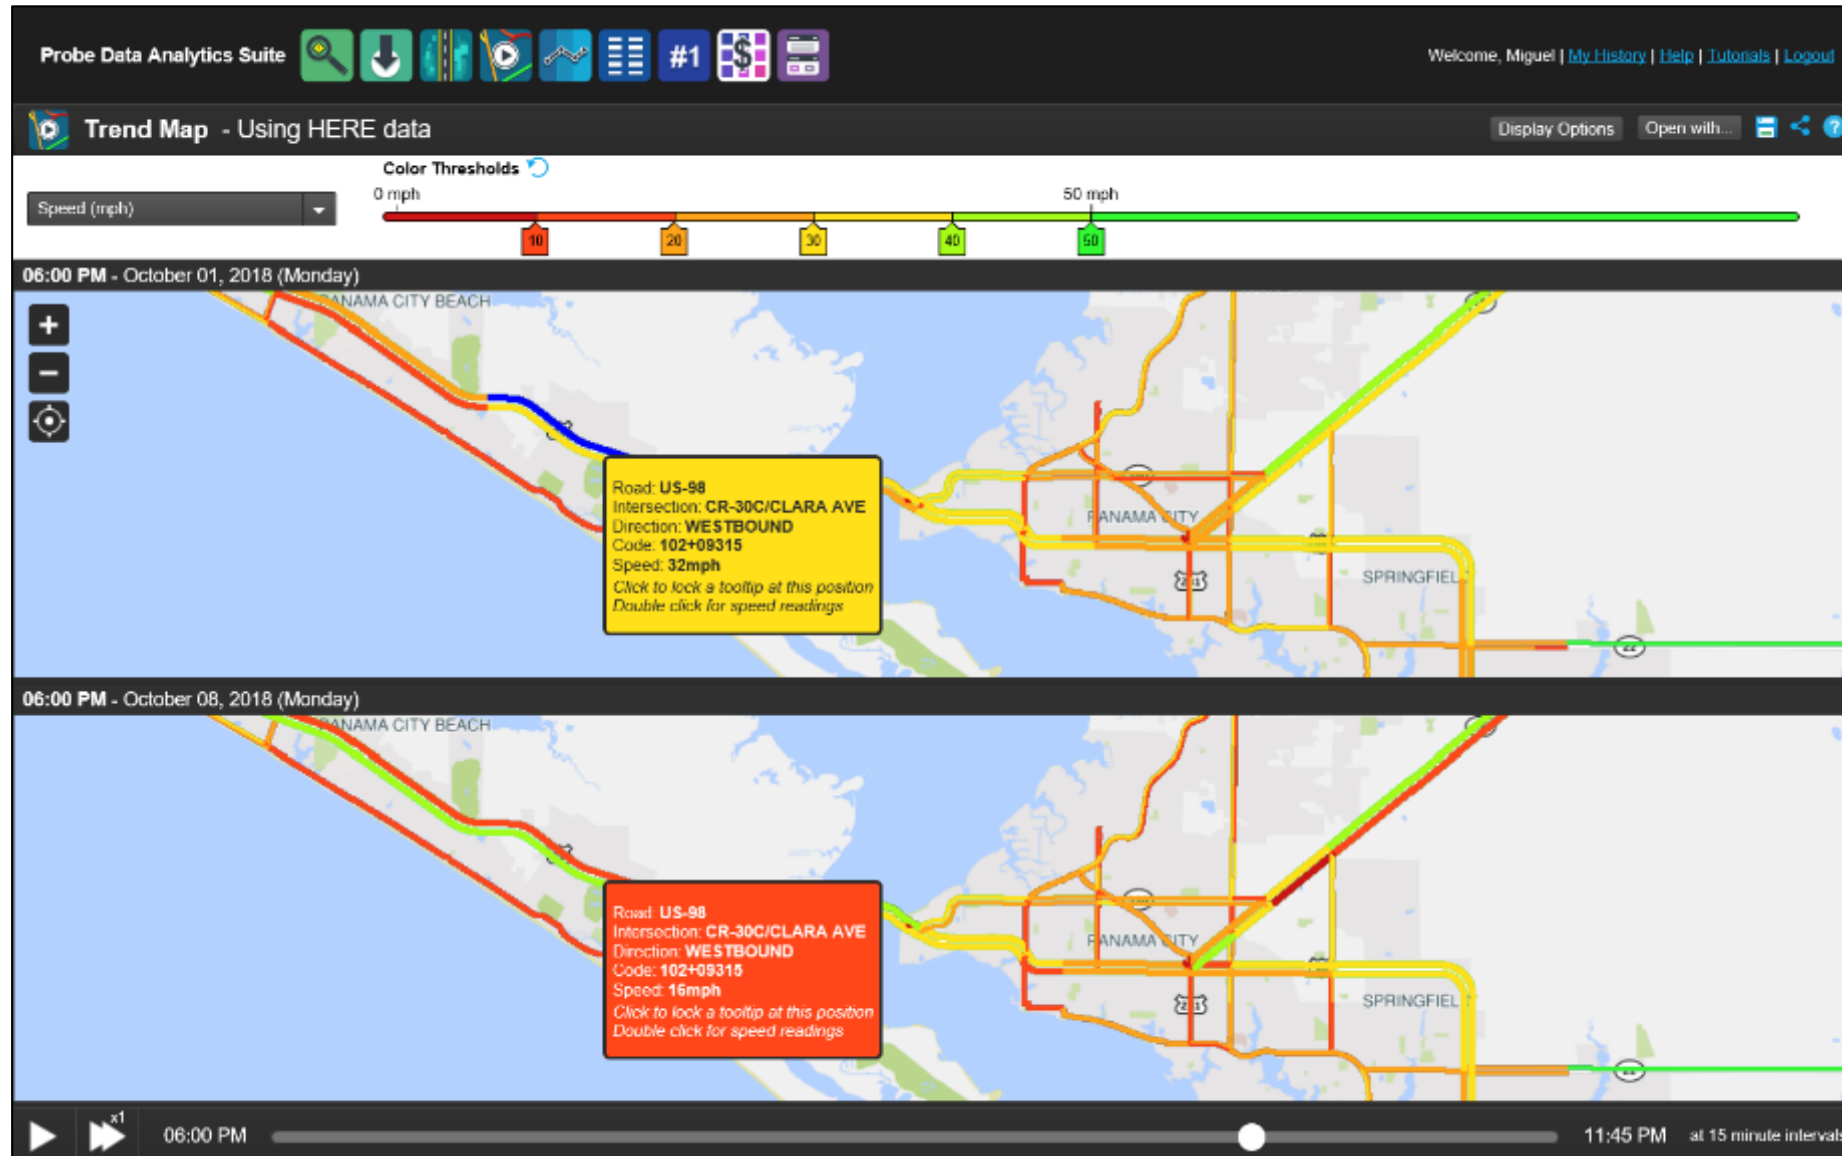 Probe Data Analytics Suite
#1
$
Welcome, Miguel | My History | Help | Tutorials | Logout
Trend Map - Using HERE data
Display Options
Open with...
?
Color Thresholds
Speed (mph)
0 mph
50 mph
10
20
30
40
50
06:00 PM - October 01, 2018 (Monday)
PANAMA CITY BEACH
+
−
Road: US-98
Intersection: CR-30C/CLARA AVE
Direction: WESTBOUND
Code: 102+09315
Speed: 32mph
Click to lock a tooltip at this position
Double click for speed readings
PANAMA CITY
SPRINGFIEL
22
06:00 PM - October 08, 2018 (Monday)
PANAMA CITY BEACH
Road: US-98
Intersection: CR-30C/CLARA AVE
Direction: WESTBOUND
Code: 102+09315
Speed: 16mph
Click to lock a tooltip at this position
Double click for speed readings
PANAMA CITY
SPRINGFIEL
x1
06:00 PM
11:45 PM
at 15 minute intervals